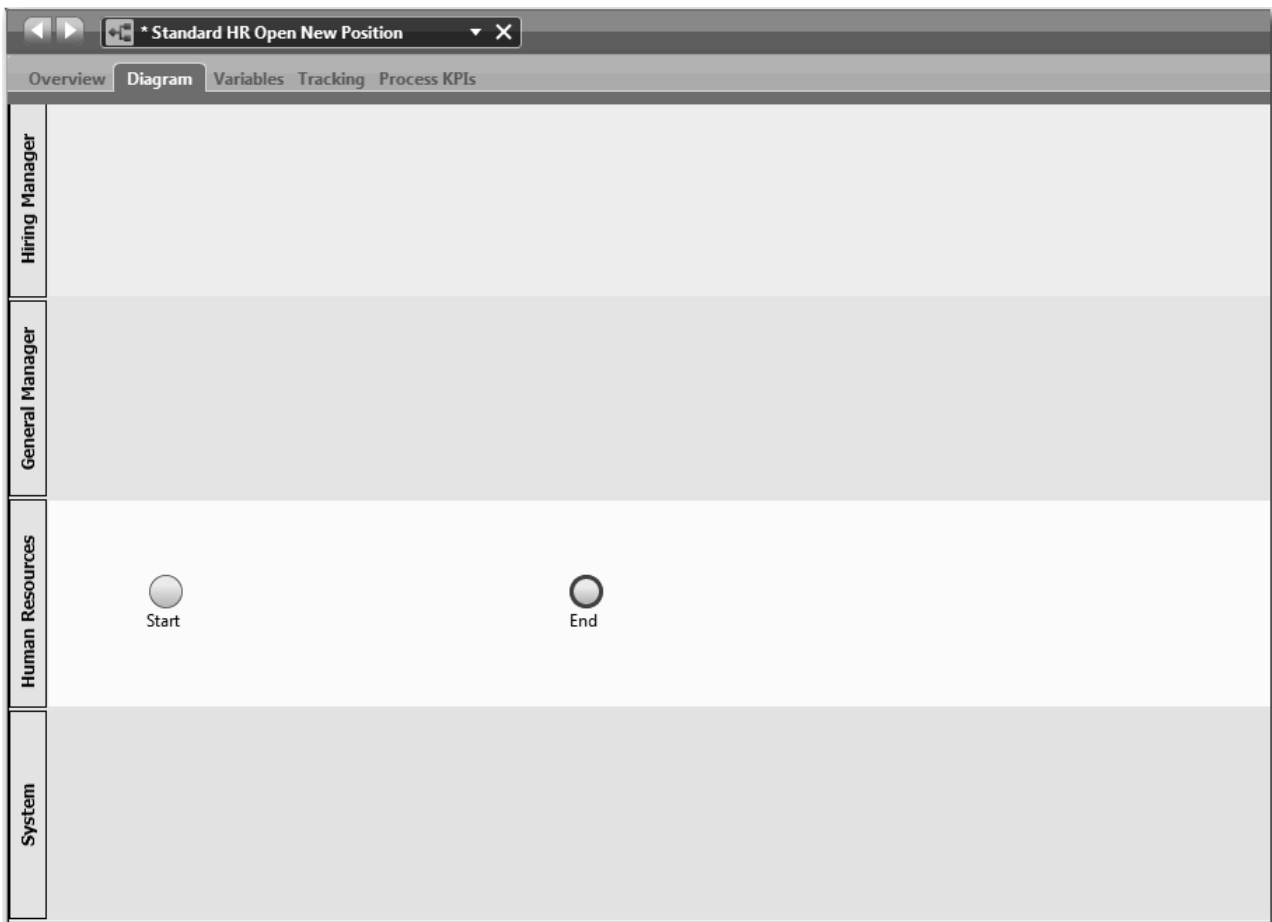 * Standard HR Open New Position
Overview Diagram Variables Tracking Process KPIs
Hiring Manager
General Manager
Human Resources
Start End
System